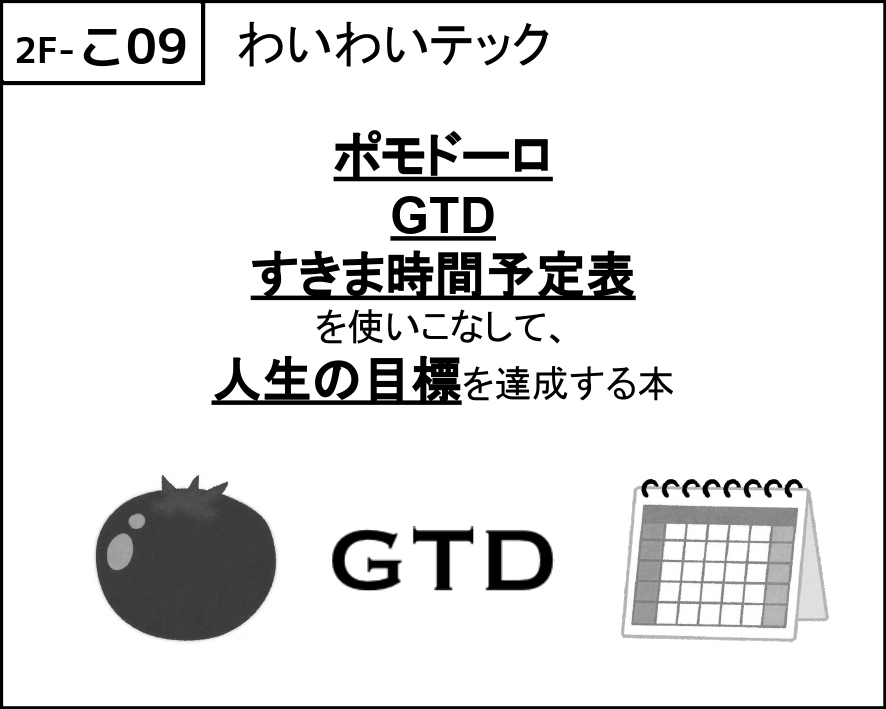 2F-こ09
わいわいテック
ポモドーロ
GTD
すきま時間予定表
を使いこなして、
人生の目標を達成する本
GTD